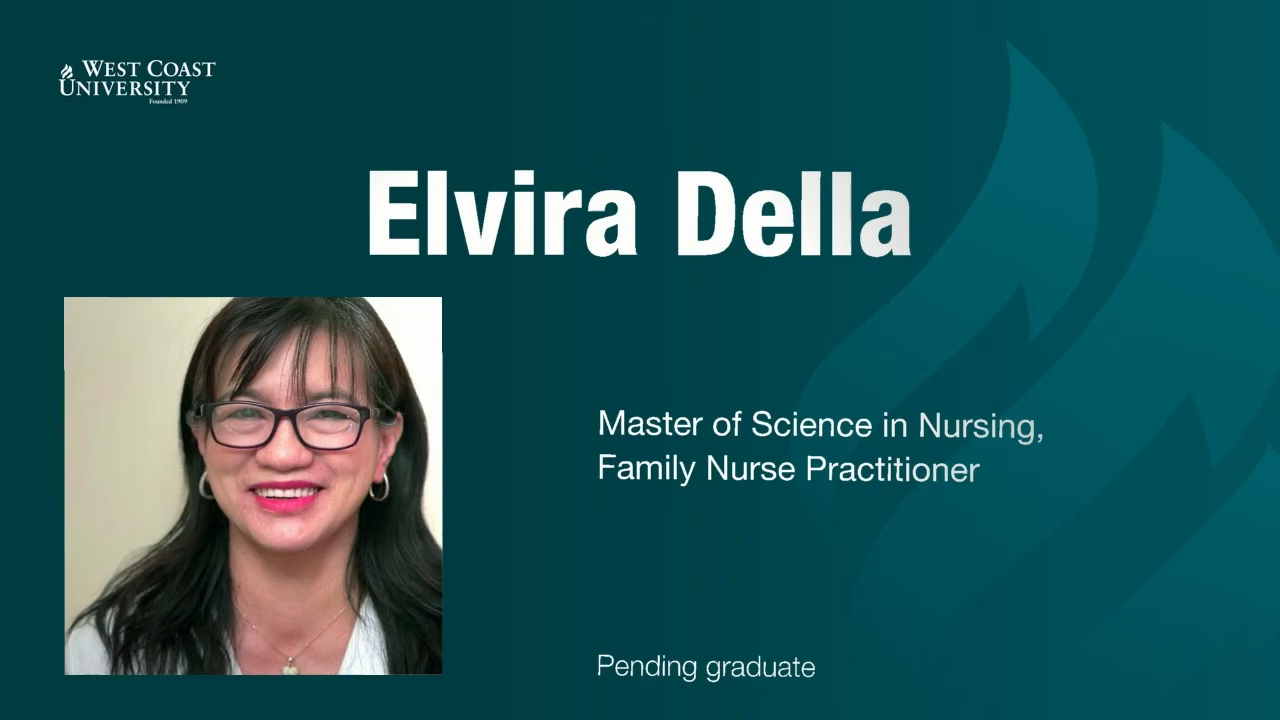 WEST COAST
UNIVERSITY
Founded 1909
Elvira Della
Master of Science in Nursing,
Family Nurse Practitioner
Pending graduate